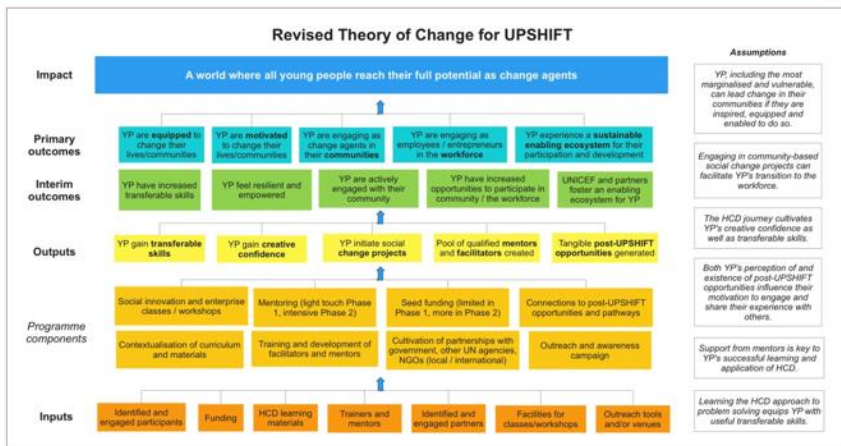 Revised Theory of Change for UPSHIFT
Impact
A world where all young people reach their full potential as change agents
Primary
outcomes
YP are equipped to
change their
lives/communities
YP are motivated
to change their
lives/communities
YP are engaging as
change agents in
their communities
YP are engaging as
employees / entrepreneurs
in the workforce
YP experience a sustainable
enabling ecosystem for their
participation and development
Interim
outcomes
YP have increased
transferable skills
YP feel resilient and
empowered
YP are actively
engaged with their
community
YP have increased
opportunities to participate in
community / the workforce
UNICEF and partners
foster an enabling
ecosystem for YP
Outputs
YP gain transferable
skills
YP gain creative
confidence
YP initiate social
change projects
Pool of qualified mentors
and facilitators created
Tangible post-UPSHIFT
opportunities generated
Programme
components
Social innovation and enterprise
classes / workshops
Mentoring (light touch Phase
1, intensive Phase 2)
Seed funding (limited in
Phase 1, more in Phase 2)
Connections to post-UPSHIFT
opportunities and pathways
Contextualisation of curriculum
and materials
Training and development of
facilitators and mentors
Cultivation of partnerships with
government, other UN agencies,
NGOs (local / international)
Outreach and awareness
campaign
Inputs
Identified and
engaged participants
Funding
HCD learning
materials
Trainers and
mentors
Identified and
engaged partners
Facilities for
classes/workshops
Outreach tools
and/or venues
Assumptions
YP, including the most
marginalised and vulnerable,
can lead change in their
communities if they are
inspired, equipped and
enabled to do so.
Engaging in community-based
social change projects can
facilitate YP's transition to the
workforce.
The HCD journey cultivates
YP's creative confidence as
well as transferable skills.
Both YP's perception of and
existence of post-UPSHIFT
opportunities influence their
motivation to engage and
share their experience with
others.
Support from mentors is key to
YP's successful learning and
application of HCD.
Learning the HCD approach to
problem solving equips YP with
useful transferable skills.